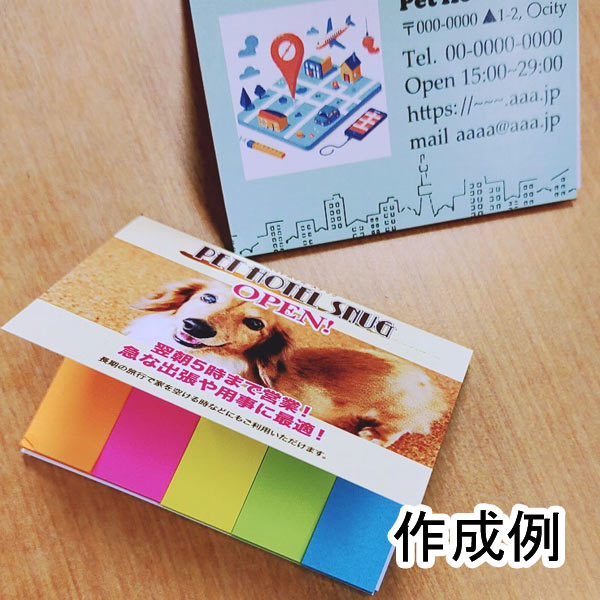 〒000-0000 ▲1-2, Ocity
Tel. 00-0000-0000
Open 15:00~29:00
https://~~~.aaa.jp
mail aaaa@aaa.jp
PET HOTEL SNUG
OPEN!
翌朝5時まで営業!
急な出張や用事に最適!
長期の旅行で家を空ける時などにもご利用いただけます。
作成例